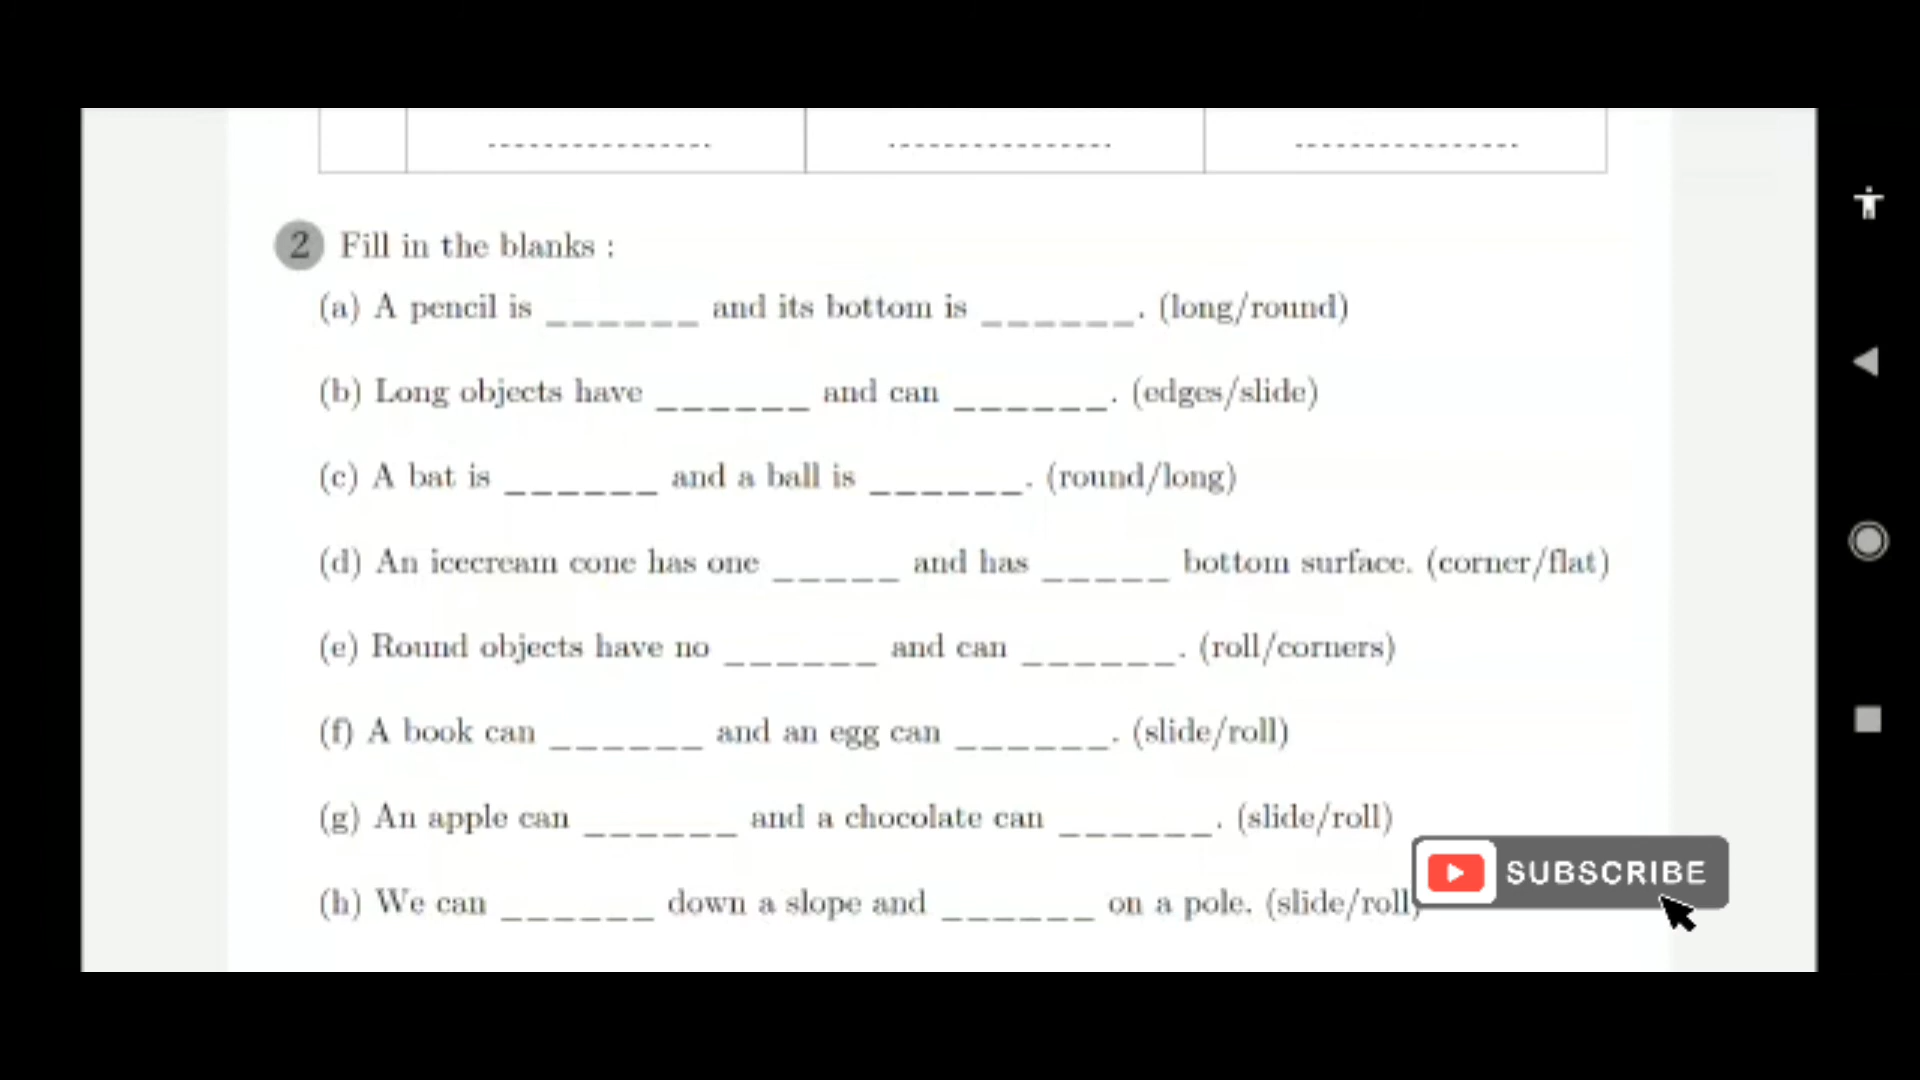 2 Fill in the blanks :
(a) A pencil is ______ and its bottom is ______. (long/round)
(b) Long objects have ______ and can ______. (edges/slide)
(c) A bat is ______ and a ball is ______. (round/long)
(d) An icecream cone has one _____ and has _____ bottom surface. (corner/flat)
(e) Round objects have no ______ and can ______. (roll/corners)
(f) A book can ______ and an egg can ______. (slide/roll)
(g) An apple can ______ and a chocolate can ______. (slide/roll)
(h) We can ______ down a slope and ______ on a pole. (slide/roll)
SUBSCRIBE